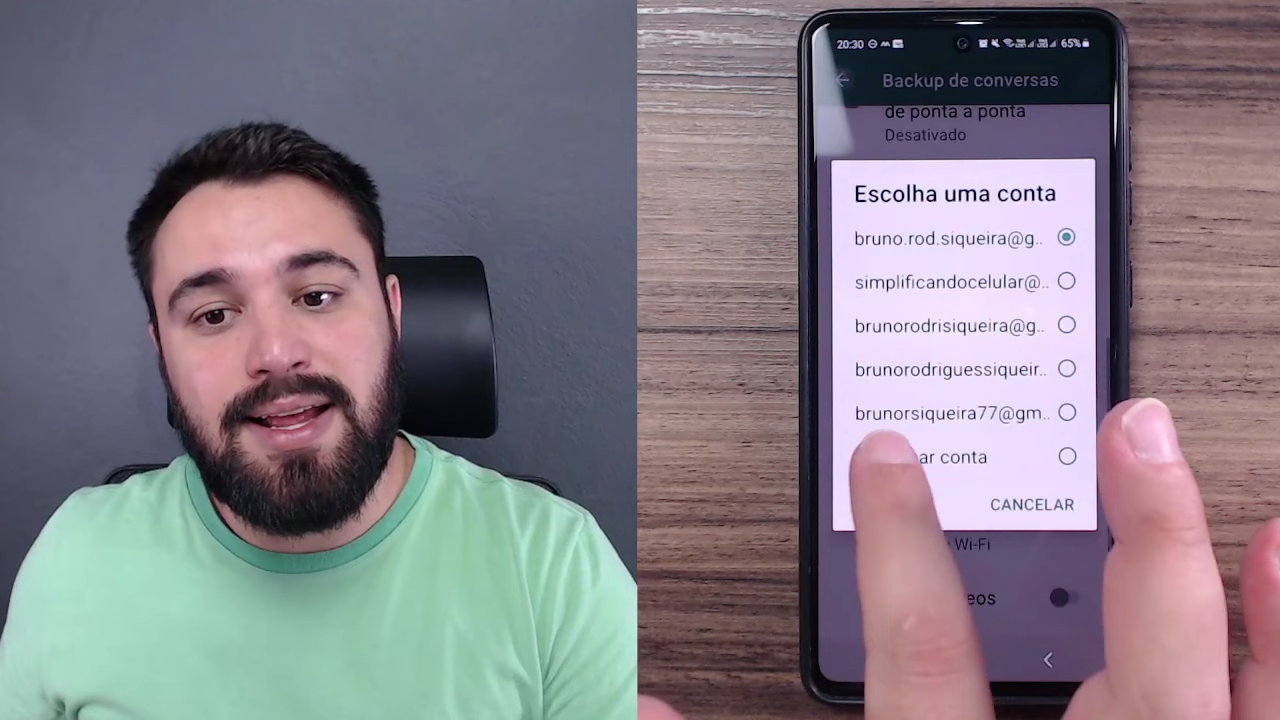 20:30
65%
Backup de conversas
de ponta a ponta
Desativado
Escolha uma conta
bruno.rod.siqueira@g..
simplificandocelular@..
brunorodrisiqueira@g..
brunorodriguessiqueir..
brunorsiqueira77@gm..
ar conta
CANCELAR
Wi-Fi
eos